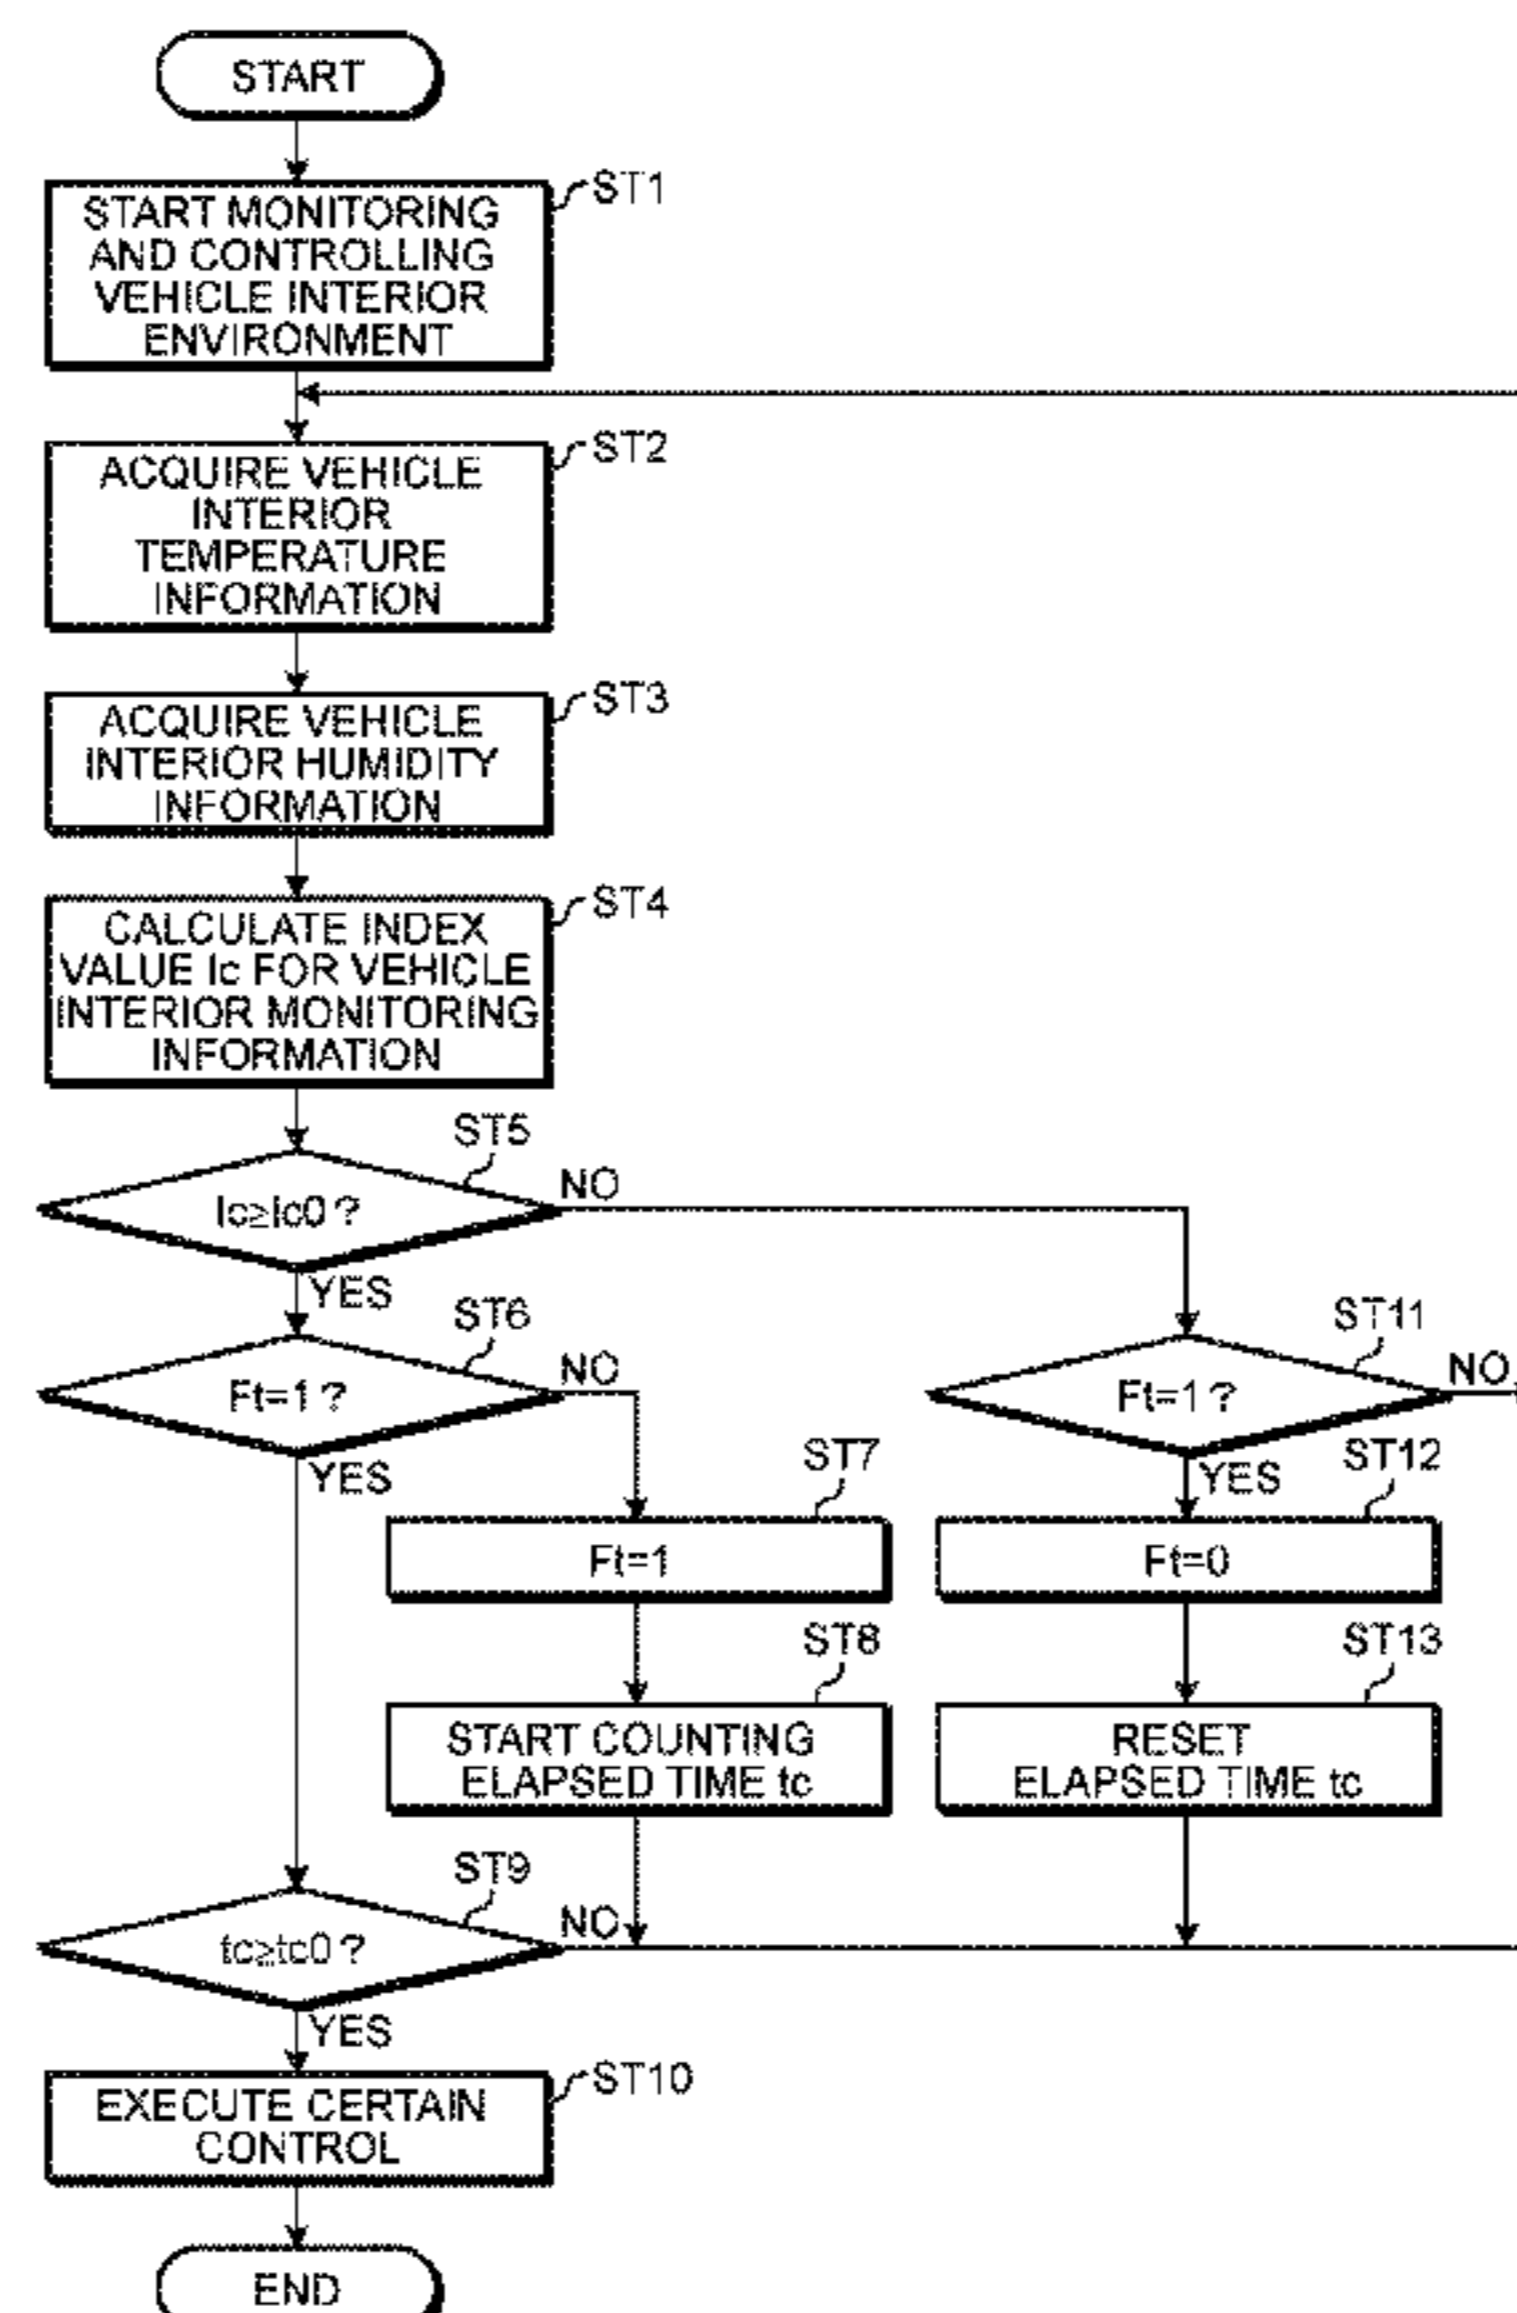 START
ST1
START MONITORING
AND CONTROLLING
VEHICLE INTERIOR
ENVIRONMENT
ST2
ACQUIRE VEHICLE
INTERIOR
TEMPERATURE
INFORMATION
ST3
ACQUIRE VEHICLE
INTERIOR HUMIDITY
INFORMATION
ST4
CALCULATE INDEX
VALUE Ic FOR VEHICLE
INTERIOR MONITORING
INFORMATION
ST5
Ic≥Ic0?
NO
YES
ST6
Ft=1?
NO
YES
ST11
Ft=1?
NO
YES
ST7
Ft=1
ST12
Ft=0
ST8
START COUNTING
ELAPSED TIME tc
ST13
RESET
ELAPSED TIME tc
ST9
tc≥tc0?
NO
YES
ST10
EXECUTE CERTAIN
CONTROL
END